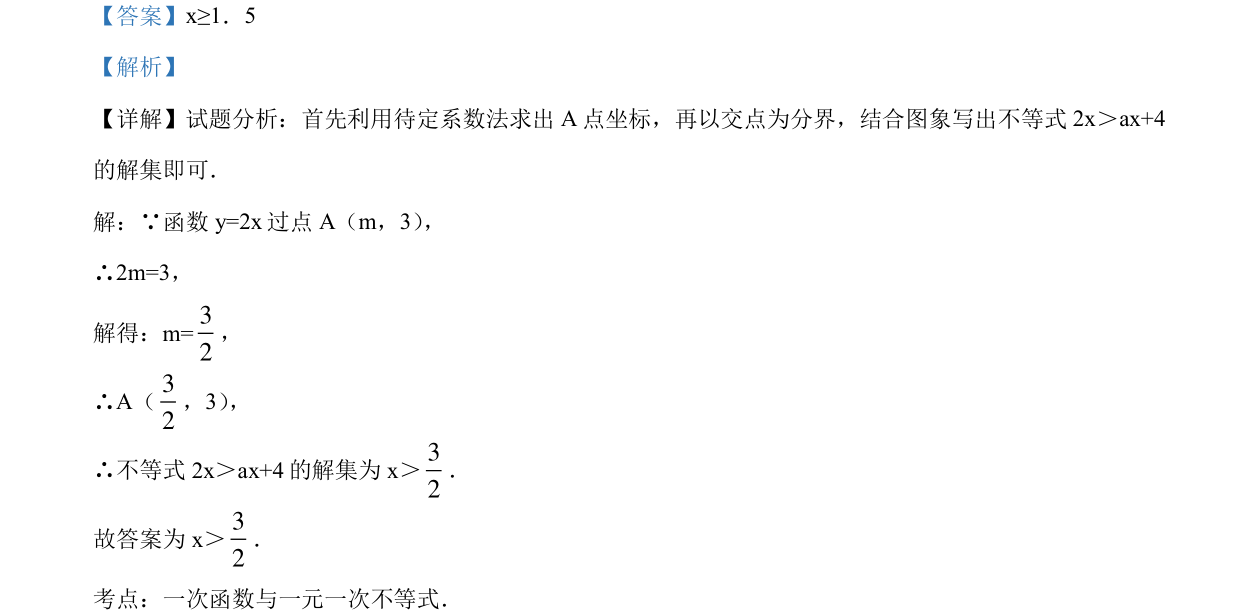 【答案】x≥1．5
【解析】
【详解】试题分析：首先利用待定系数法求出 A 点坐标，再以交点为分界，结合图象写出不等式 2x＞ax+4
的解集即可．
解：∵函数 y=2x 过点 A（m，3），
∴2m=3，
解得：m=3/2，
∴A（3/2，3），
∴不等式 2x＞ax+4 的解集为 x＞3/2．
故答案为 x＞3/2．
考点：一次函数与一元一次不等式．